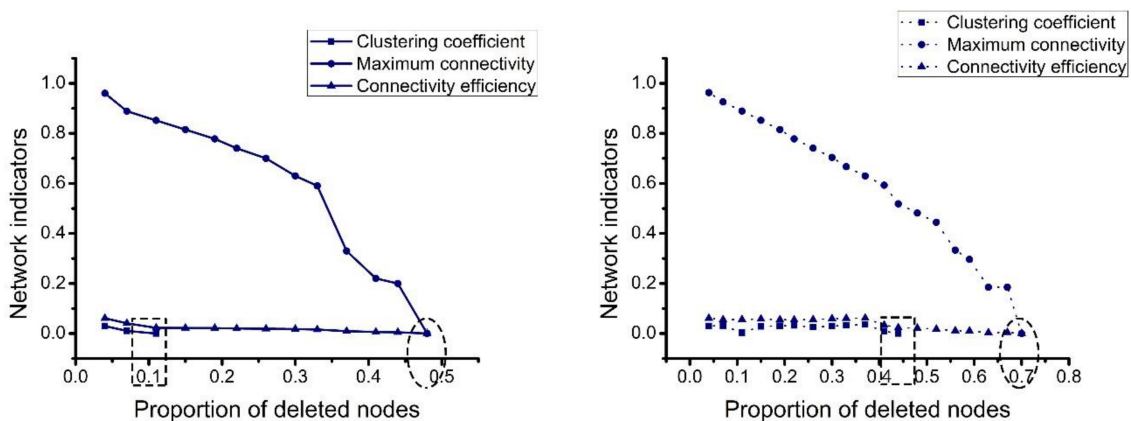 Clustering coefficient
Maximum connectivity
Connectivity efficiency
Network indicators
1.0
0.8
0.6
0.4
0.2
0.0
0.0 0.1 0.2 0.3 0.4 0.5
Proportion of deleted nodes
Clustering coefficient
Maximum connectivity
Connectivity efficiency
Network indicators
1.0
0.8
0.6
0.4
0.2
0.0
0.0 0.1 0.2 0.3 0.4 0.5 0.6 0.7 0.8
Proportion of deleted nodes